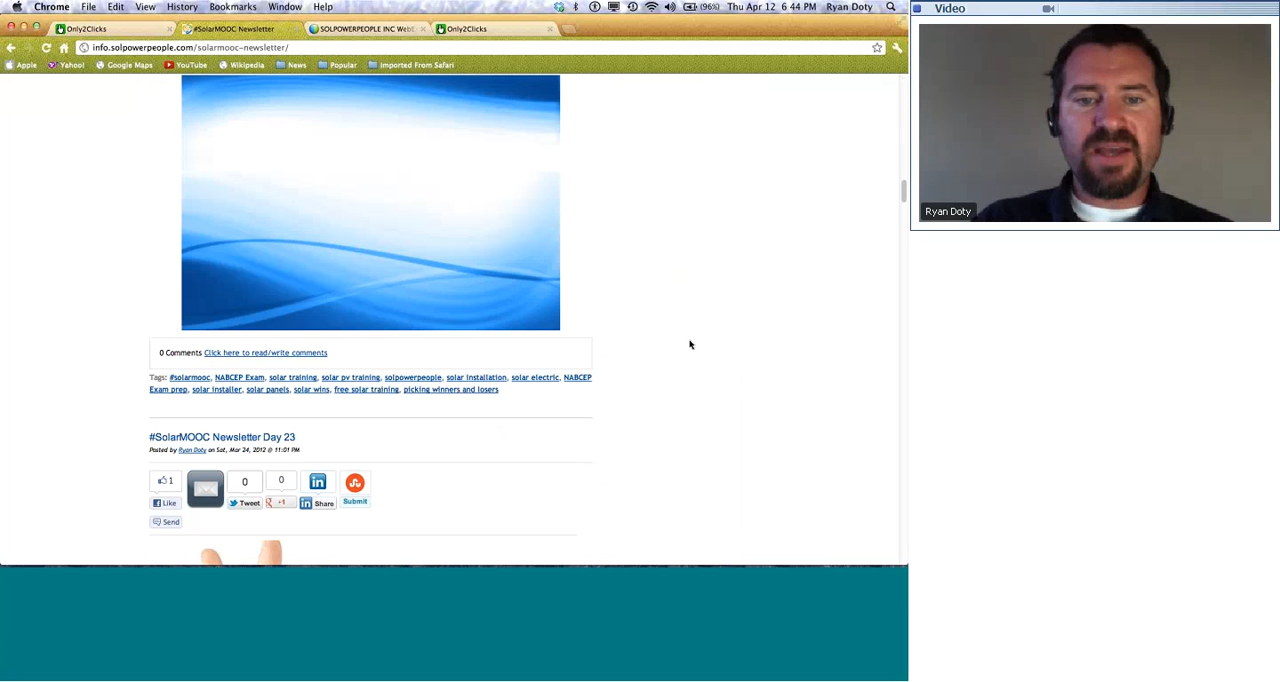 Chrome File Edit View History Bookmarks Window Help (96%) Thu Apr 12 6:44 PM Ryan Doty
Only2Clicks #SolarMOOC Newsletter SOLPOWERPEOPLE INC WebE Only2Clicks
info.solpowerpeople.com/solarmooc-newsletter/
Apple Yahoo! Google Maps YouTube Wikipedia News Popular Imported From Safari
Video
Ryan Doty
0 Comments Click here to read/write comments
Tags: #solarmooc, NABCEP Exam, solar training, solar pv training, solpowerpeople, solar installation, solar electric, NABCEP
Exam prep, solar installer, solar panels, solar wins, free solar training, picking winners and losers
#SolarMOOC Newsletter Day 23
Posted by Ryan Doty on Sat, Mar 24, 2012 @ 11:01 PM
1 0 0 in
Like Tweet +1 in Share Submit
Send